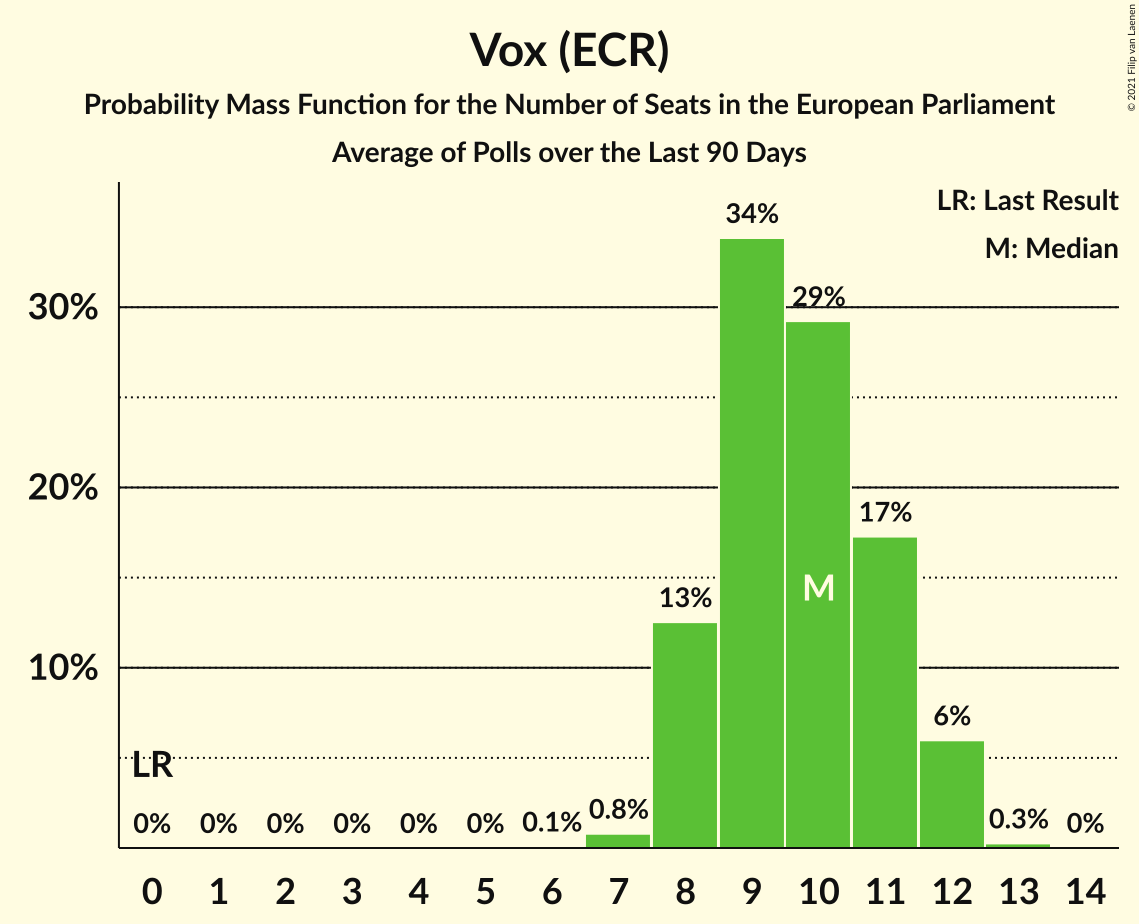 Vox (ECR)
Probability Mass Function for the Number of Seats in the European Parliament
Average of Polls over the Last 90 Days
© 2021 Filip van Laenen
LR: Last Result
M: Median
34%
30%
29%
20%
17%
13%
M
10%
6%
LR
0% 0% 0% 0% 0% 0% 0.1% 0.8% 0.3% 0%
0 1 2 3 4 5 6 7 8 9 10 11 12 13 14